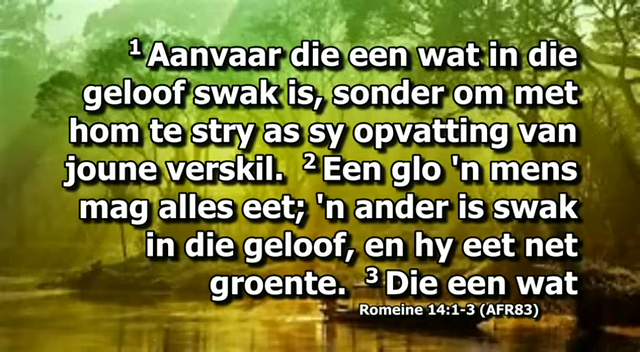 ¹ Aanvaar die een wat in die
geloof swak is, sonder om met
hom te stry as sy opvatting van
joune verskil. ² Een glo 'n mens
mag alles eet; 'n ander is swak
in die geloof, en hy eet net
groente. ³ Die een wat
Romeine 14:1-3 (AFR83)